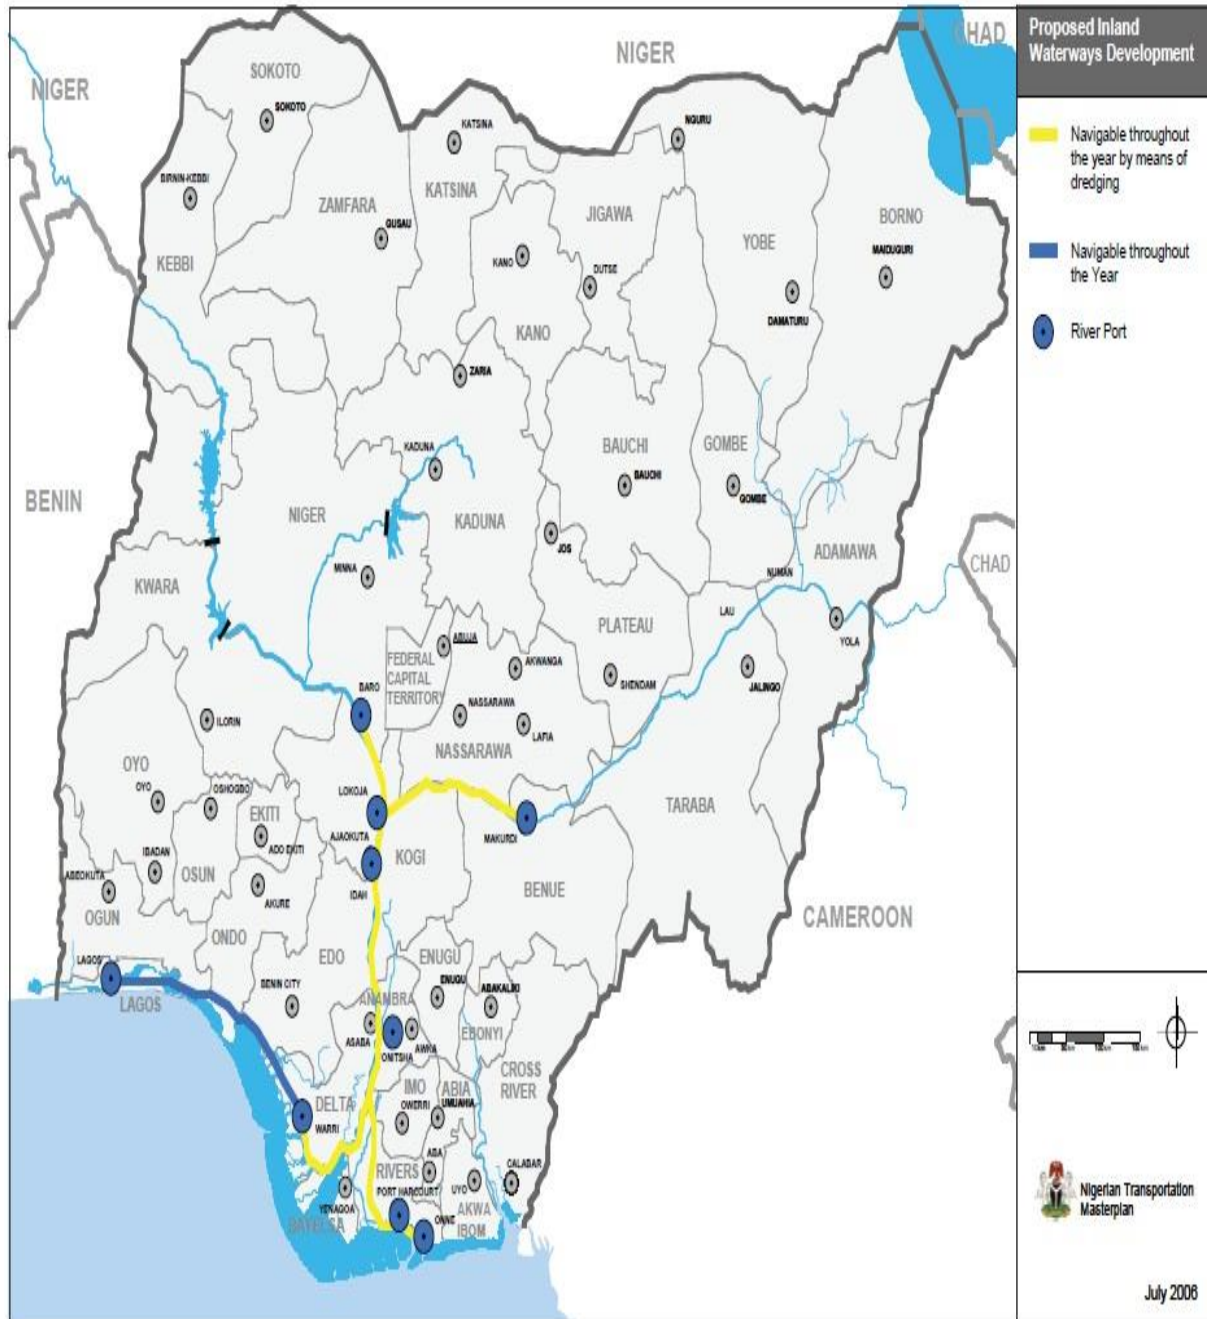 NIGER
CHAD
NIGER
SOKOTO
SOKOTO
KATSINA
NGURU
BIRNIN-KEBBI
KATSINA
ZAMFARA
GUSAU
JIGAWA
YOBE
BORNO
KEBBI
KANO
MAIDUGURI
DUTSE
DAMATURU
KANO
ZARIA
KADUNA
BAUCHI
GOMBE
BAUCHI
GOMBE
BENIN
NIGER
KADUNA
JOS
ADAMAWA
CHAD
MINNA
NUMAN
KWARA
LAU
PLATEAU
YOLA
ABUJA
FEDERAL
CAPITAL
TERRITORY
AKWANGA
SHENDAM
JALINGO
BARO
NASSARAWA
ILORIN
LAFIA
NASSARAWA
OYO
OYO
OSHOGBO
LOKOJA
EKITI
TARABA
AJAOKUTA
MAKURDI
ADO EKITI
IBADAN
KOGI
ABEOKUTA
OSUN
BENUE
IDAH
AKURE
OGUN
CAMEROON
ONDO
EDO
ENUGU
LAGOS
BENIN CITY
ENUGU
ABAKALIKI
LAGOS
ANAMBRA
EBONYI
ASABA
AWKA
ONITSHA
CROSS
RIVER
IMO
ABIA
DELTA
OWERRI
UMUAHIA
WARRI
ABA
CALABAR
RIVERS
UYO
PORT HARCOURT
YENAGOA
AKWA
IBOM
ONNE
BAYELSA
Proposed Inland
Waterways Development
Navigable throughout
the year by means of
dredging
Navigable throughout
the Year
River Port
Nigerian Transportation
Masterplan
July 2006